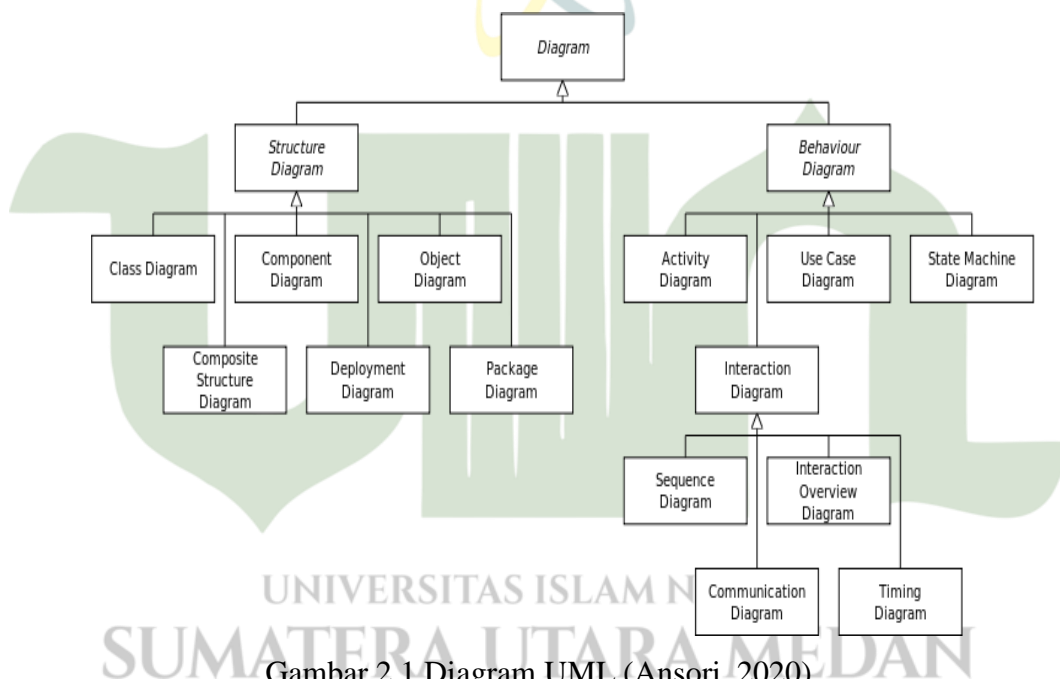 Diagram
Structure
Diagram
Behaviour
Diagram
Class Diagram
Component
Diagram
Object
Diagram
Activity
Diagram
Use Case
Diagram
State Machine
Diagram
Composite
Structure
Diagram
Deployment
Diagram
Package
Diagram
Interaction
Diagram
Sequence
Diagram
Interaction
Overview
Diagram
Communication
Diagram
Timing
Diagram
UNIVERSITAS ISLAM N
SUMATERA UTARA MEDAN
Gambar 2.1 Diagram UML (Ansori, 2020)